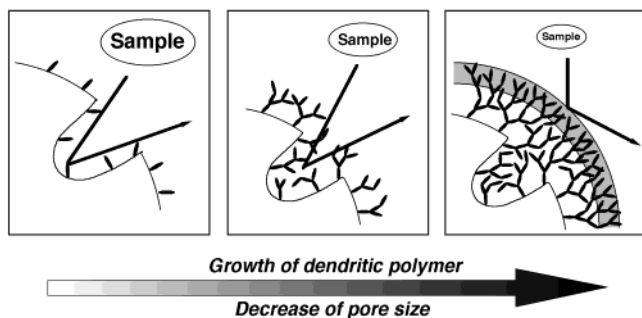 Sample
Sample
Sample
Growth of dendritic polymer
Decrease of pore size